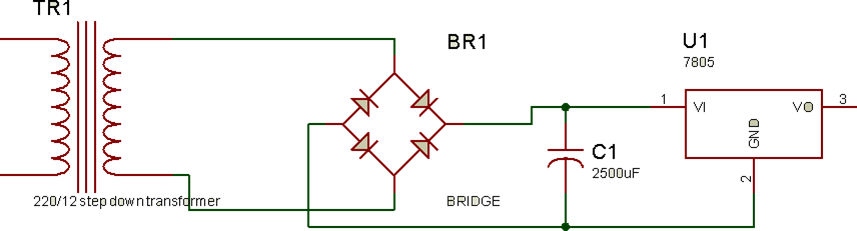 TR1
BR1
U1
7805
1
VI
VO
3
GND
C1
2500uF
2
220/12 step down transformer
BRIDGE